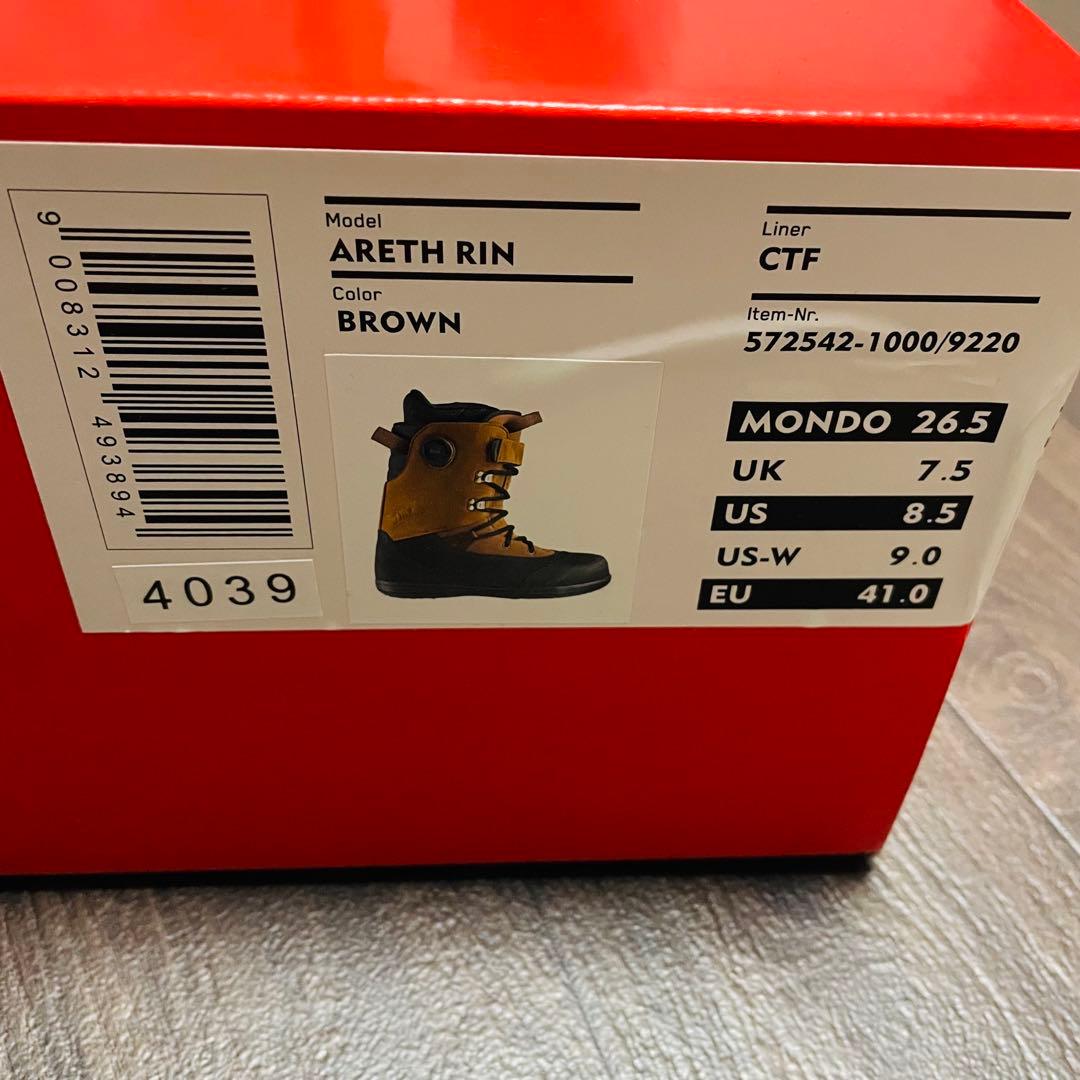 9 008312 493894
4039
Model
ARETH RIN
Color
BROWN
Liner
CTF
Item-Nr.
572542-1000/9220
MONDO 26.5
UK 7.5
US 8.5
US-W 9.0
EU 41.0